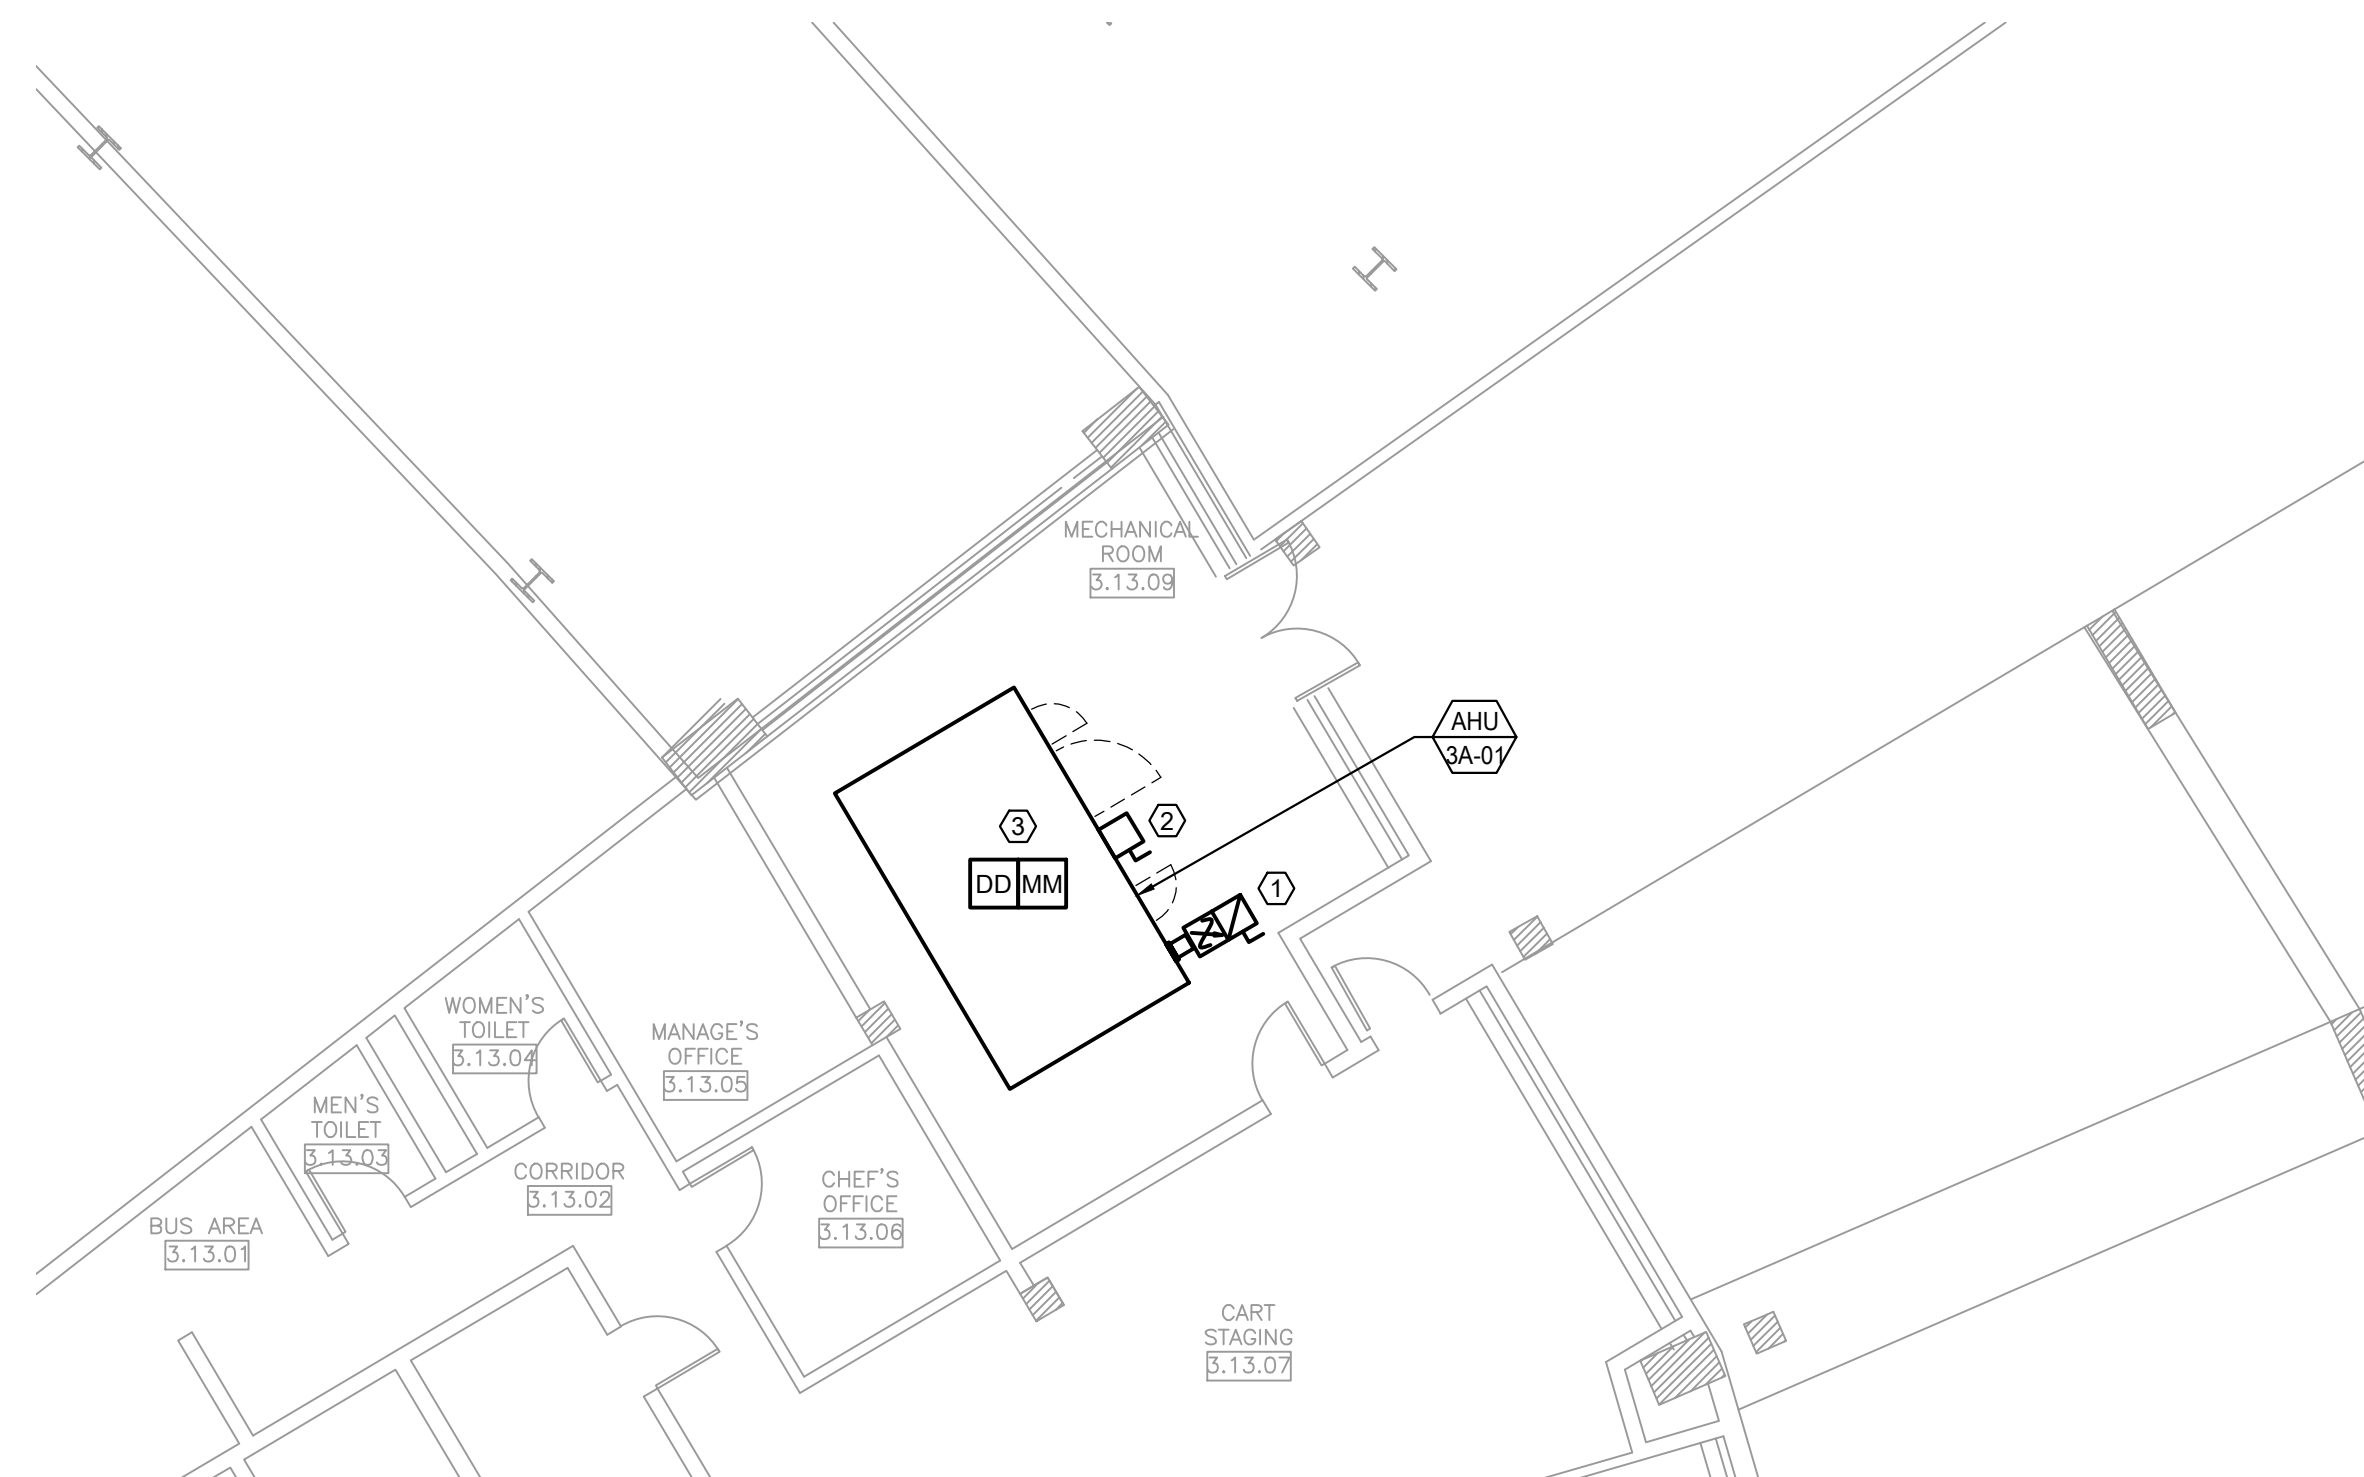 MECHANICAL
ROOM
3.13.09
AHU
3A-01
3
2
DD MM
1
WOMEN'S
TOILET
3.13.04
MANAGE'S
OFFICE
3.13.05
MEN'S
TOILET
3.13.03
CORRIDOR
3.13.02
CHEF'S
OFFICE
3.13.06
BUS AREA
3.13.01
CART
STAGING
3.13.07